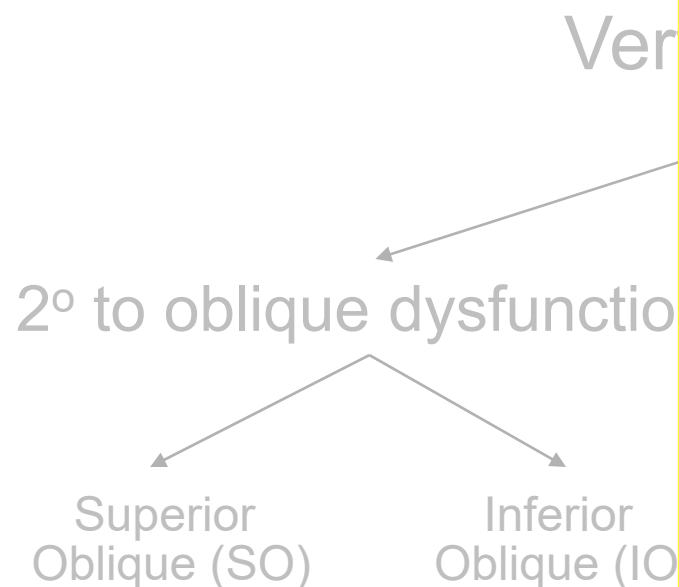 Ver
2º to oblique dysfunctio
Superior Inferior
Oblique (SO) Oblique (IO